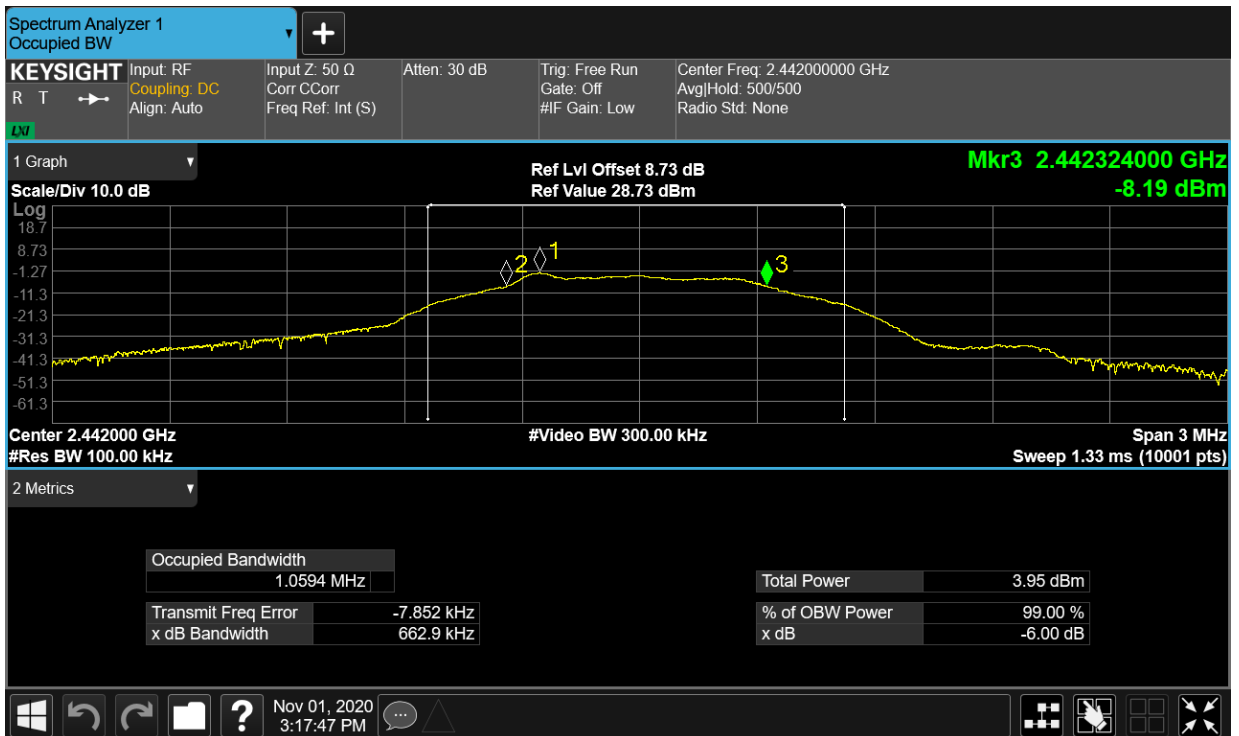 Spectrum Analyzer 1
Occupied BW
KEYSIGHT
R T
LXI
Input: RF
Coupling: DC
Align: Auto
Input Z: 50 Ω
Corr CCorr
Freq Ref: Int (S)
Atten: 30 dB
Trig: Free Run
Gate: Off
#IF Gain: Low
Center Freq: 2.442000000 GHz
Avg|Hold: 500/500
Radio Std: None
1 Graph
Scale/Div 10.0 dB
Ref Lvl Offset 8.73 dB
Ref Value 28.73 dBm
Mkr3 2.442324000 GHz
-8.19 dBm
Log
18.7
8.73
-1.27
-11.3
-21.3
-31.3
-41.3
-51.3
-61.3
2
1
3
Center 2.442000 GHz
#Video BW 300.00 kHz
Span 3 MHz
#Res BW 100.00 kHz
Sweep 1.33 ms (10001 pts)
2 Metrics
Occupied Bandwidth
1.0594 MHz
Total Power 3.95 dBm
Transmit Freq Error -7.852 kHz
% of OBW Power 99.00 %
x dB Bandwidth 662.9 kHz
x dB -6.00 dB
?
Nov 01, 2020
3:17:47 PM